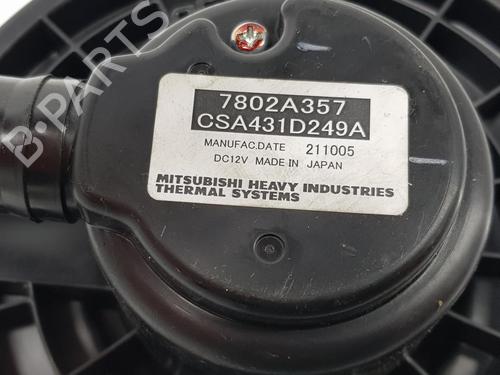 7802A357
CSA431D249A
MANUFAC.DATE 211005
DC12V MADE IN JAPAN
MITSUBISHI HEAVY INDUSTRIES
THERMAL SYSTEMS
B-PARTS